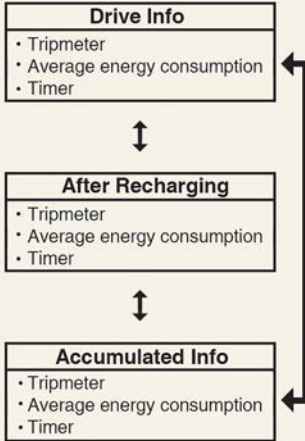 Drive Info
· Tripmeter
· Average energy consumption
· Timer
After Recharging
· Tripmeter
· Average energy consumption
· Timer
Accumulated Info
· Tripmeter
· Average energy consumption
· Timer